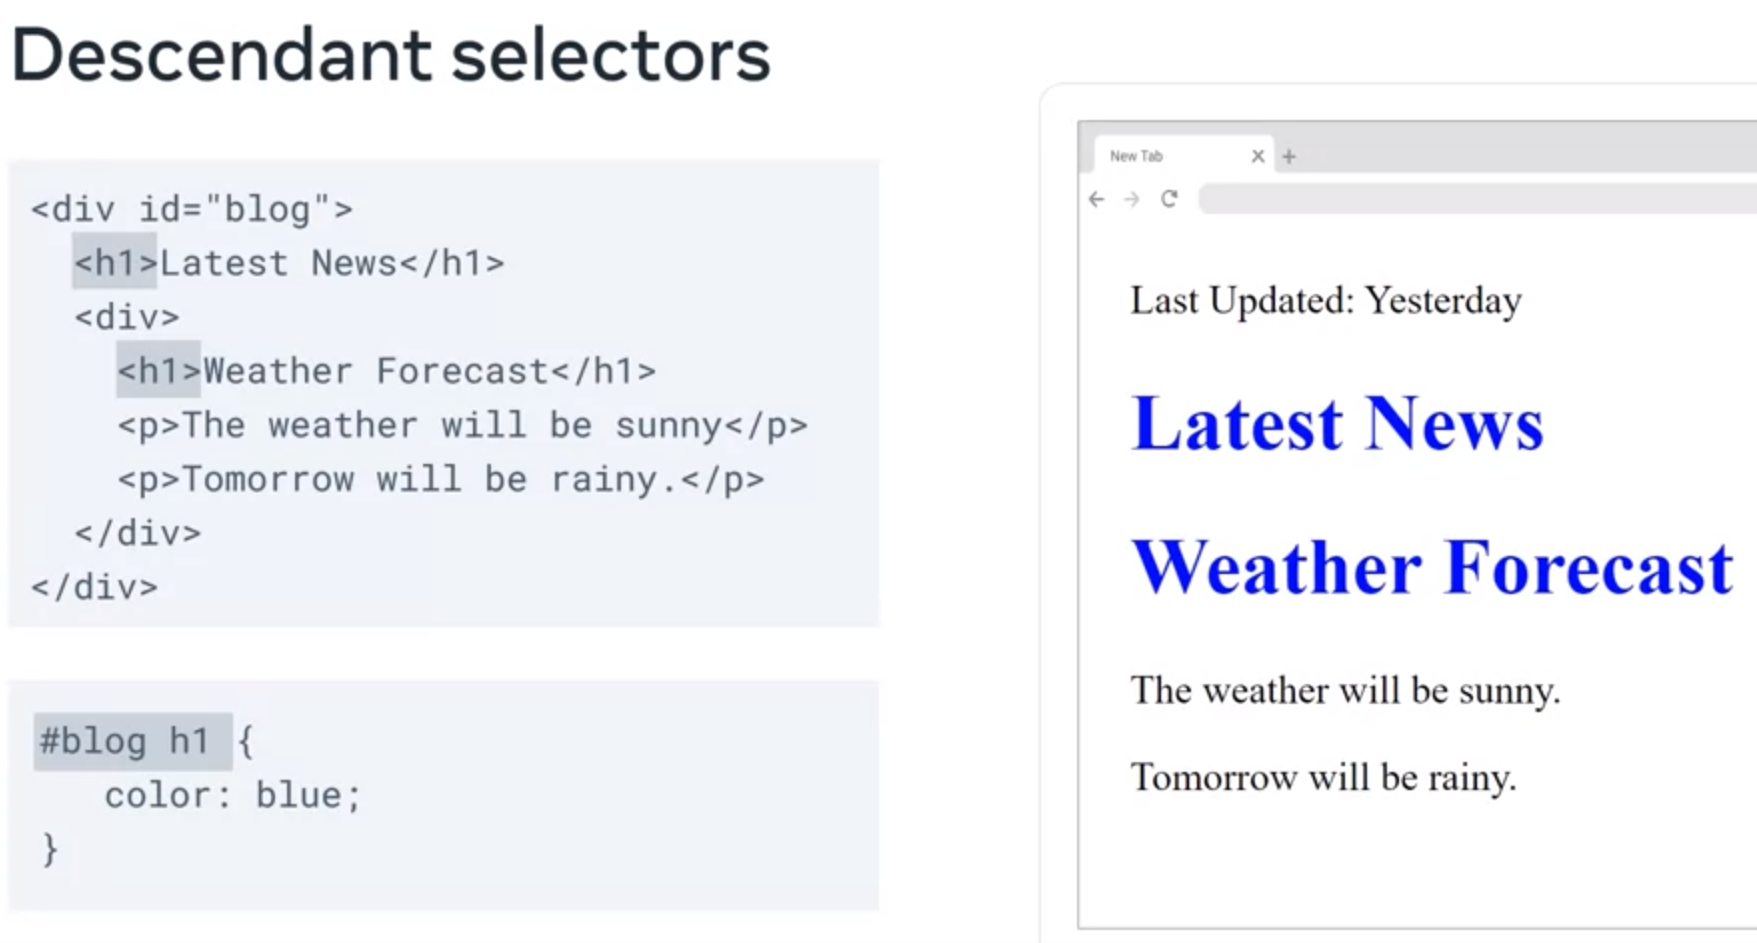 Descendant selectors
<div id="blog">
<h1>Latest News</h1>
<div>
<h1>Weather Forecast</h1>
<p>The weather will be sunny</p>
<p>Tomorrow will be rainy.</p>
</div>
</div>
#blog h1 {
color: blue;
}
New Tab
Last Updated: Yesterday
Latest News
Weather Forecast
The weather will be sunny.
Tomorrow will be rainy.